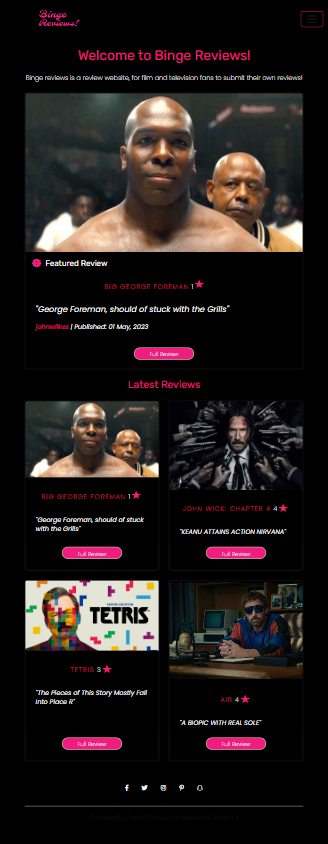 Binge
Reviews!
Welcome to Binge Reviews!
Binge reviews is a review website, for film and television fans to submit their own reviews!
Featured Review
BIG GEORGE FOREMAN 1
"George Foreman, should of stuck with the Grills"
johnwilkes | Published: 01 May, 2023
Full Review
Latest Reviews
BIG GEORGE FOREMAN 1
"George Foreman, should of stuck
with the Grills"
Full Review
JOHN WICK: CHAPTER 4 4
"KEANU ATTAINS ACTION NIRVANA"
Full Review
TETRIS
TETRIS 3
"The Pieces of This Story Mostly Fall
Into Place R"
Full Review
AIR 4
"A BIOPIC WITH REAL SOLE"
Full Review